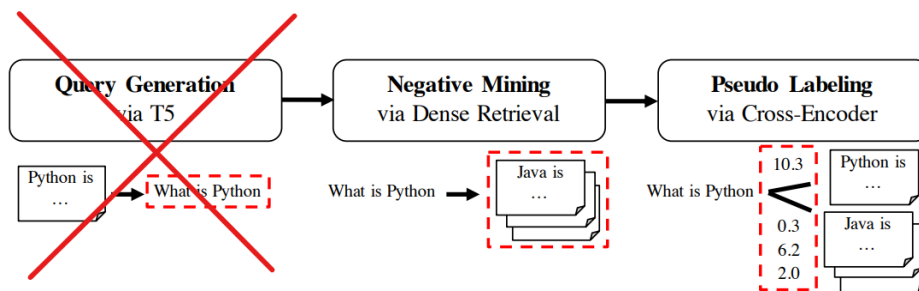 Query Generation
via T5
Negative Mining
via Dense Retrieval
Pseudo Labeling
via Cross-Encoder
Python is
...
What is Python
What is Python
Java is
...
What is Python
10.3
0.3
6.2
2.0
Python is
...
Java is
...